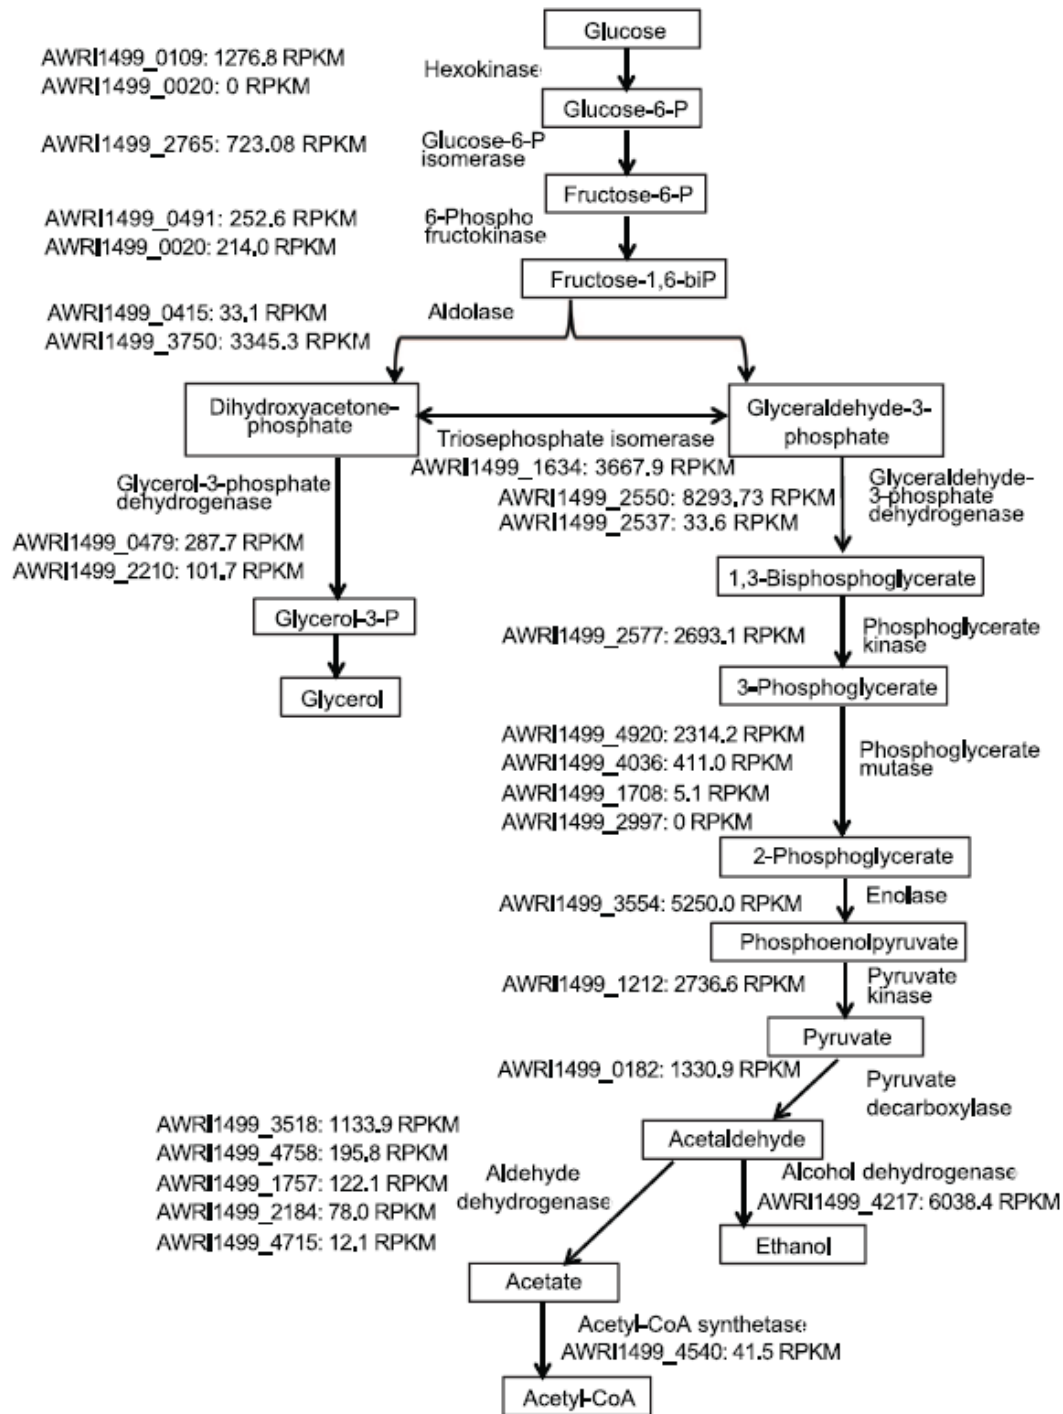 Glucose
AWRI1499_0109: 1276.8 RPKM
AWRI1499_0020: 0 RPKM
Hexokinase
Glucose-6-P
AWRI1499_2765: 723.08 RPKM
Glucose-6-P
isomerase
Fructose-6-P
AWRI1499_0491: 252.6 RPKM
AWRI1499_0020: 214.0 RPKM
6-Phospho
fructokinase
Fructose-1,6-biP
AWRI1499_0415: 33.1 RPKM
AWRI1499_3750: 3345.3 RPKM
Aldolase
Dihydroxyacetone-
phosphate
Glyceraldehyde-3-
phosphate
Triosephosphate isomerase
AWRI1499_1634: 3667.9 RPKM
Glycerol-3-phosphate
dehydrogenase
AWRI1499_0479: 287.7 RPKM
AWRI1499_2210: 101.7 RPKM
Glycerol-3-P
Glycerol
AWRI1499_2550: 8293.73 RPKM
AWRI1499_2537: 33.6 RPKM
Glyceraldehyde-
3-phosphate
dehydrogenase
1,3-Bisphosphoglycerate
AWRI1499_2577: 2693.1 RPKM
Phosphoglycerate
kinase
3-Phosphoglycerate
AWRI1499_4920: 2314.2 RPKM
AWRI1499_4036: 411.0 RPKM
AWRI1499_1708: 5.1 RPKM
AWRI1499_2997: 0 RPKM
Phosphoglycerate
mutase
2-Phosphoglycerate
AWRI1499_3554: 5250.0 RPKM
Enolase
Phosphoenolpyruvate
AWRI1499_1212: 2736.6 RPKM
Pyruvate
kinase
Pyruvate
AWRI1499_0182: 1330.9 RPKM
Pyruvate
decarboxylase
Acetaldehyde
AWRI1499_3518: 1133.9 RPKM
AWRI1499_4758: 195.8 RPKM
AWRI1499_1757: 122.1 RPKM
AWRI1499_2184: 78.0 RPKM
AWRI1499_4715: 12.1 RPKM
Aldehyde
dehydrogenase
Alcohol dehydrogenase
AWRI1499_4217: 6038.4 RPKM
Ethanol
Acetate
Acetyl-CoA synthetase
AWRI1499_4540: 41.5 RPKM
Acetyl-CoA